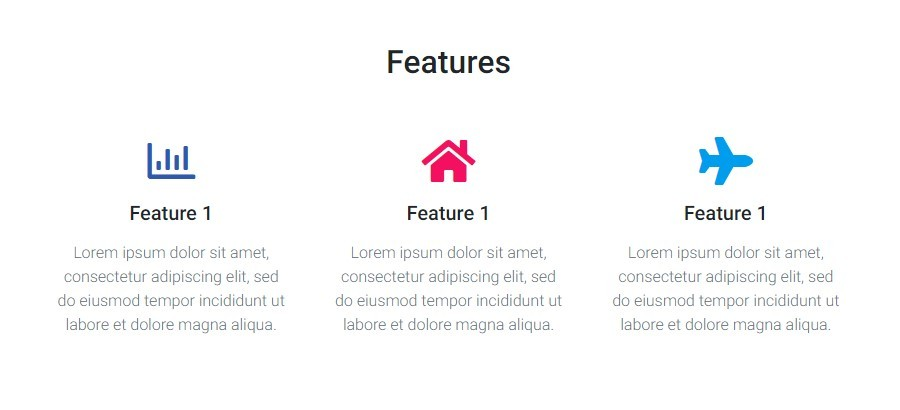 Features
Feature 1
Lorem ipsum dolor sit amet,
consectetur adipiscing elit, sed
do eiusmod tempor incididunt ut
labore et dolore magna aliqua.
Feature 1
Lorem ipsum dolor sit amet,
consectetur adipiscing elit, sed
do eiusmod tempor incididunt ut
labore et dolore magna aliqua.
Feature 1
Lorem ipsum dolor sit amet,
consectetur adipiscing elit, sed
do eiusmod tempor incididunt ut
labore et dolore magna aliqua.